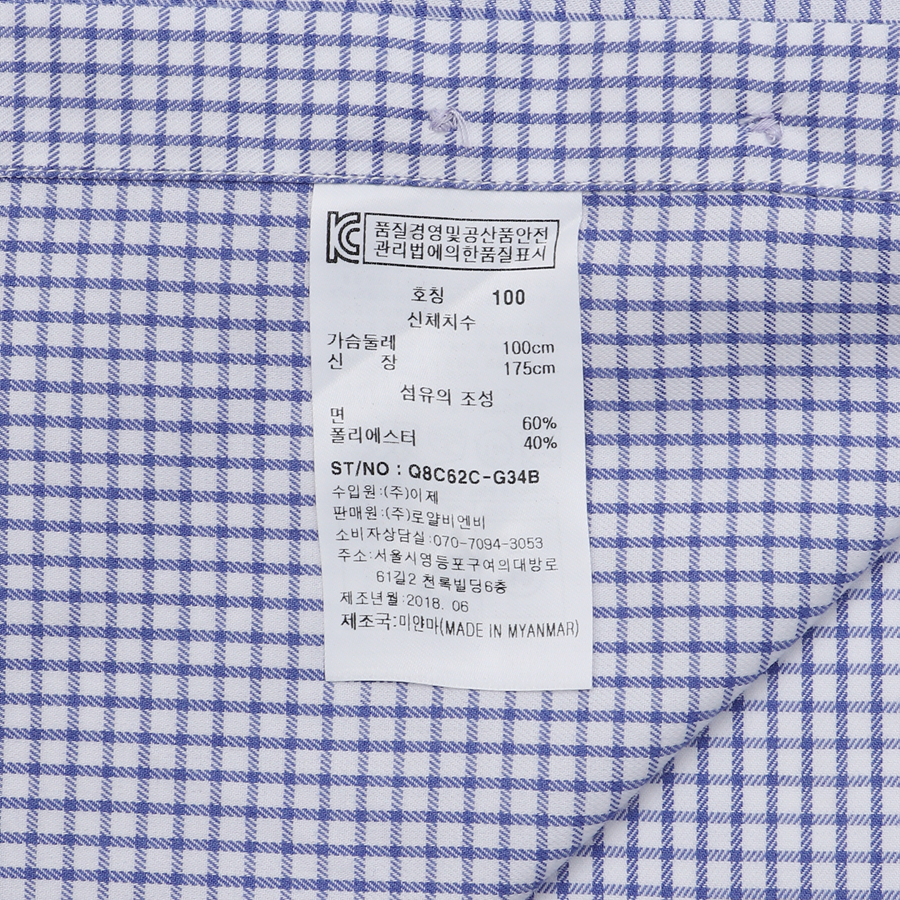 KC 품질경영및공산품안전
관리법에의한품질표시
호칭 100
신체치수
가슴둘레 100cm
신 장 175cm
섬유의 조성
면 60%
폴리에스터 40%
ST/NO : Q8C62C-G34B
수입원:(주)이제
판매원:(주)로얄비엔비
소비자상담실:070-7094-3053
주소:서울시영등포구여의대방로
61길2 천록빌딩6층
제조년월:2018. 06
제조국:미얀마(MADE IN MYANMAR)